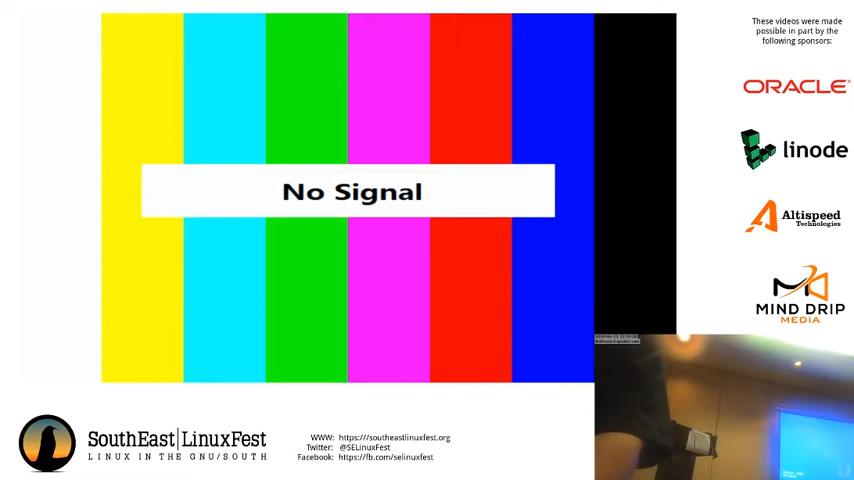 These videos were made
possible in part by the
following sponsors:
ORACLE
linode
Altispeed
Technologies
MIND DRIP
MEDIA
No Signal
SouthEast|LinuxFest
LINUX IN THE GNU/SOUTH
WWW: https://southeastlinuxfest.org
Twitter: @SELinuxFest
Facebook: https://fb.com/selinuxfest